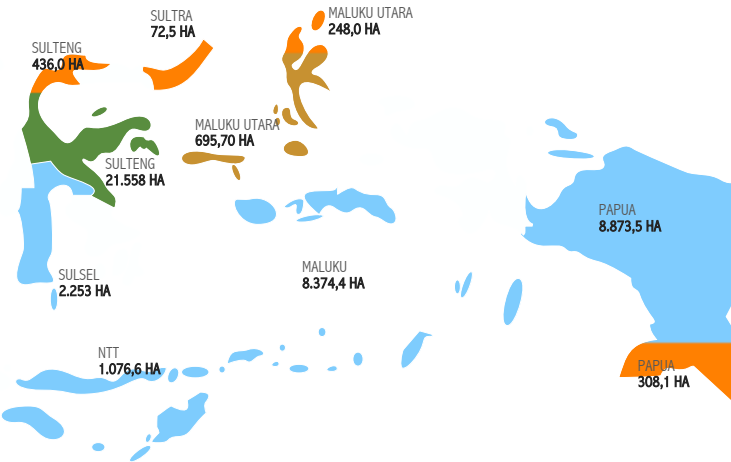 SULTRA
72,5 HA
MALUKU UTARA
248,0 HA
SULTENG
436,0 HA
MALUKU UTARA
695,70 HA
SULTENG
21.558 HA
PAPUA
8.873,5 HA
SULSEL
2.253 HA
MALUKU
8.374,4 HA
NTT
1.076,6 HA
PAPUA
308,1 HA